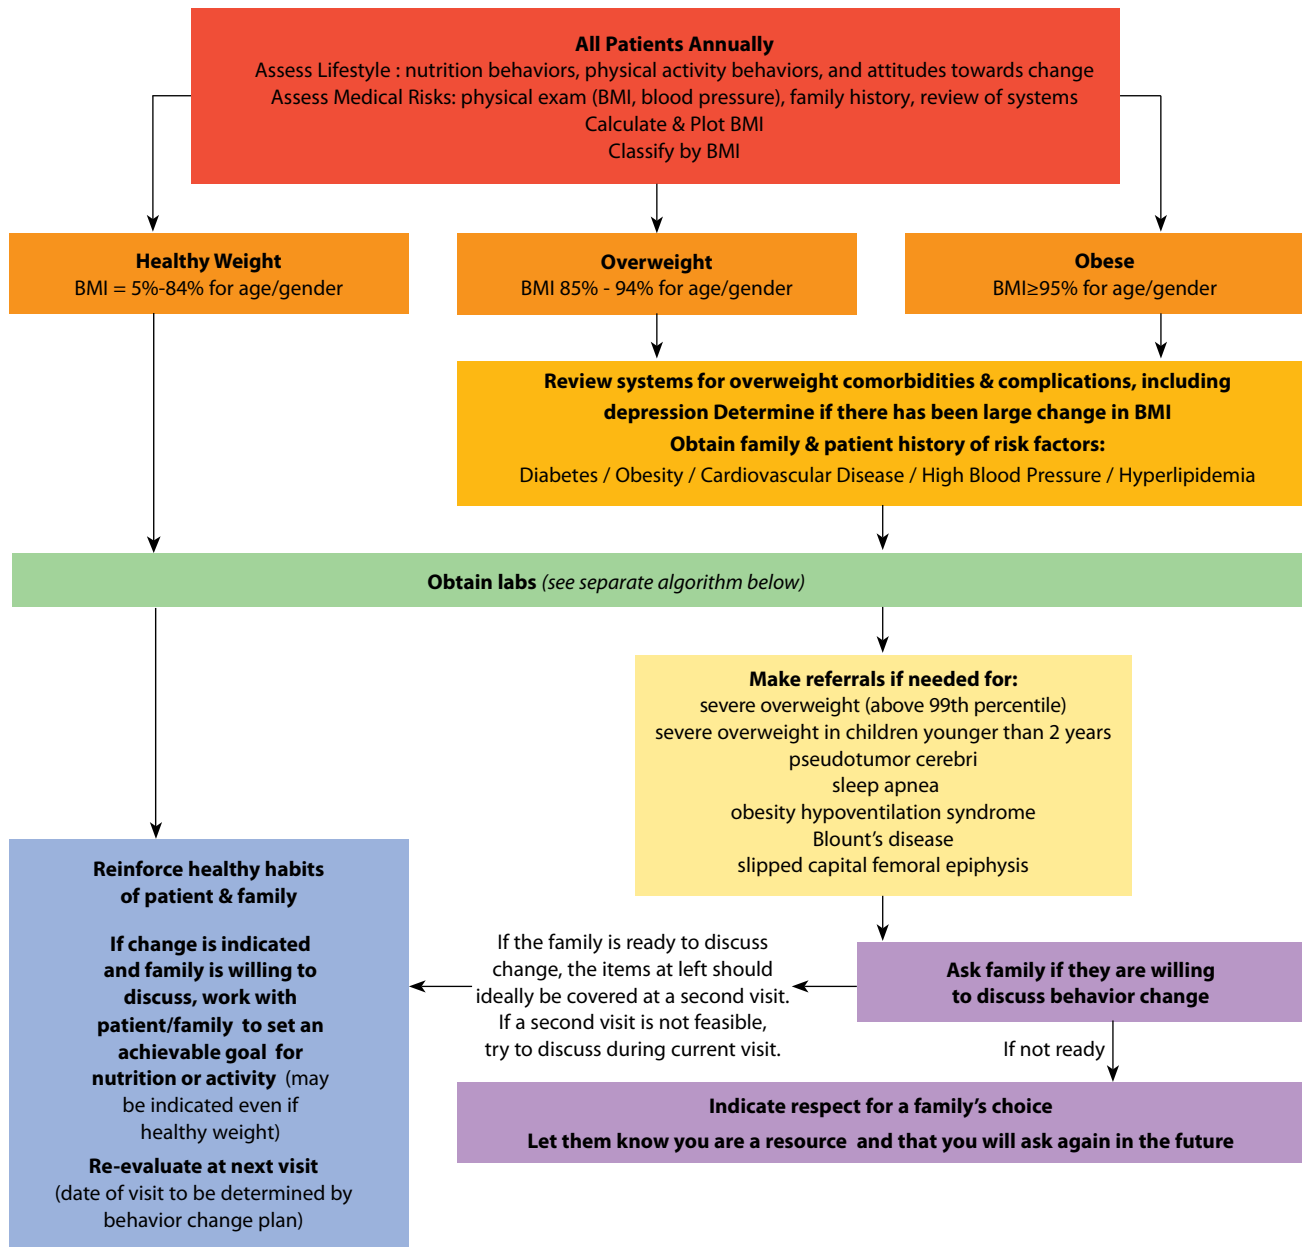 All Patients Annually
Assess Lifestyle : nutrition behaviors, physical activity behaviors, and attitudes towards change
Assess Medical Risks: physical exam (BMI, blood pressure), family history, review of systems
Calculate & Plot BMI
Classify by BMI
Healthy Weight
BMI = 5%-84% for age/gender
Overweight
BMI 85% - 94% for age/gender
Obese
BMI≥95% for age/gender
Review systems for overweight comorbidities & complications, including
depression Determine if there has been large change in BMI
Obtain family & patient history of risk factors:
Diabetes / Obesity / Cardiovascular Disease / High Blood Pressure / Hyperlipidemia
Obtain labs (see separate algorithm below)
Make referrals if needed for:
severe overweight (above 99th percentile)
severe overweight in children younger than 2 years
pseudotumor cerebri
sleep apnea
obesity hypoventilation syndrome
Blount’s disease
slipped capital femoral epiphysis
Ask family if they are willing
to discuss behavior change
If the family is ready to discuss
change, the items at left should
ideally be covered at a second visit.
If a second visit is not feasible,
try to discuss during current visit.
If not ready
Indicate respect for a family’s choice
Let them know you are a resource and that you will ask again in the future
Reinforce healthy habits
of patient & family
If change is indicated
and family is willing to
discuss, work with
patient/family to set an
achievable goal for
nutrition or activity (may
be indicated even if
healthy weight)
Re-evaluate at next visit
(date of visit to be determined by
behavior change plan)